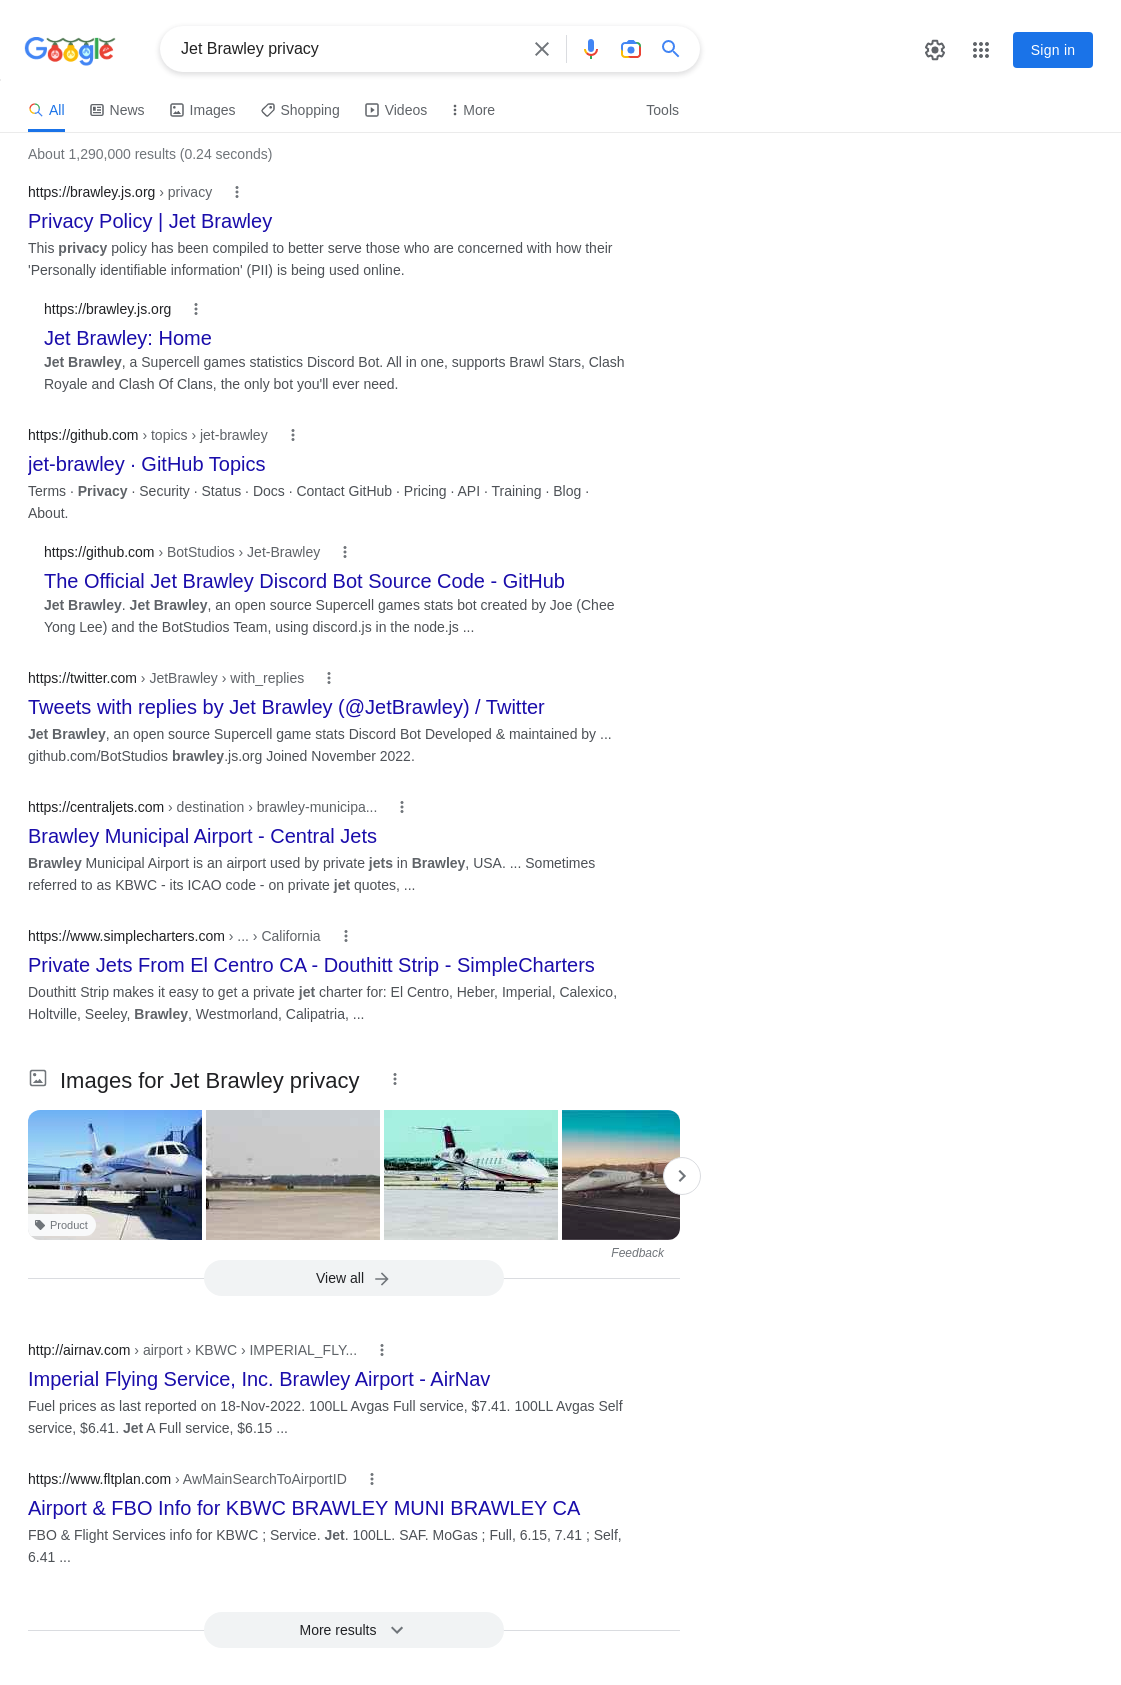 Google
Jet Brawley privacy
Sign in
All
News
Images
Shopping
Videos
More
Tools
About 1,290,000 results (0.24 seconds)
https://brawley.js.org › privacy
Privacy Policy | Jet Brawley
This privacy policy has been compiled to better serve those who are concerned with how their
'Personally identifiable information' (PII) is being used online.
https://brawley.js.org
Jet Brawley: Home
Jet Brawley, a Supercell games statistics Discord Bot. All in one, supports Brawl Stars, Clash
Royale and Clash Of Clans, the only bot you'll ever need.
https://github.com › topics › jet-brawley
jet-brawley · GitHub Topics
Terms · Privacy · Security · Status · Docs · Contact GitHub · Pricing · API · Training · Blog ·
About.
https://github.com › BotStudios › Jet-Brawley
The Official Jet Brawley Discord Bot Source Code - GitHub
Jet Brawley. Jet Brawley, an open source Supercell games stats bot created by Joe (Chee
Yong Lee) and the BotStudios Team, using discord.js in the node.js ...
https://twitter.com › JetBrawley › with_replies
Tweets with replies by Jet Brawley (@JetBrawley) / Twitter
Jet Brawley, an open source Supercell game stats Discord Bot Developed & maintained by ...
github.com/BotStudios brawley.js.org Joined November 2022.
https://centraljets.com › destination › brawley-municipa...
Brawley Municipal Airport - Central Jets
Brawley Municipal Airport is an airport used by private jets in Brawley, USA. ... Sometimes
referred to as KBWC - its ICAO code - on private jet quotes, ...
https://www.simplecharters.com › ... › California
Private Jets From El Centro CA - Douthitt Strip - SimpleCharters
Douthitt Strip makes it easy to get a private jet charter for: El Centro, Heber, Imperial, Calexico,
Holtville, Seeley, Brawley, Westmorland, Calipatria, ...
Images for Jet Brawley privacy
Product
Feedback
View all
http://airnav.com › airport › KBWC › IMPERIAL_FLY...
Imperial Flying Service, Inc. Brawley Airport - AirNav
Fuel prices as last reported on 18-Nov-2022. 100LL Avgas Full service, $7.41. 100LL Avgas Self
service, $6.41. Jet A Full service, $6.15 ...
https://www.fltplan.com › AwMainSearchToAirportID
Airport & FBO Info for KBWC BRAWLEY MUNI BRAWLEY CA
FBO & Flight Services info for KBWC ; Service. Jet. 100LL. SAF. MoGas ; Full, 6.15, 7.41 ; Self,
6.41 ...
More results